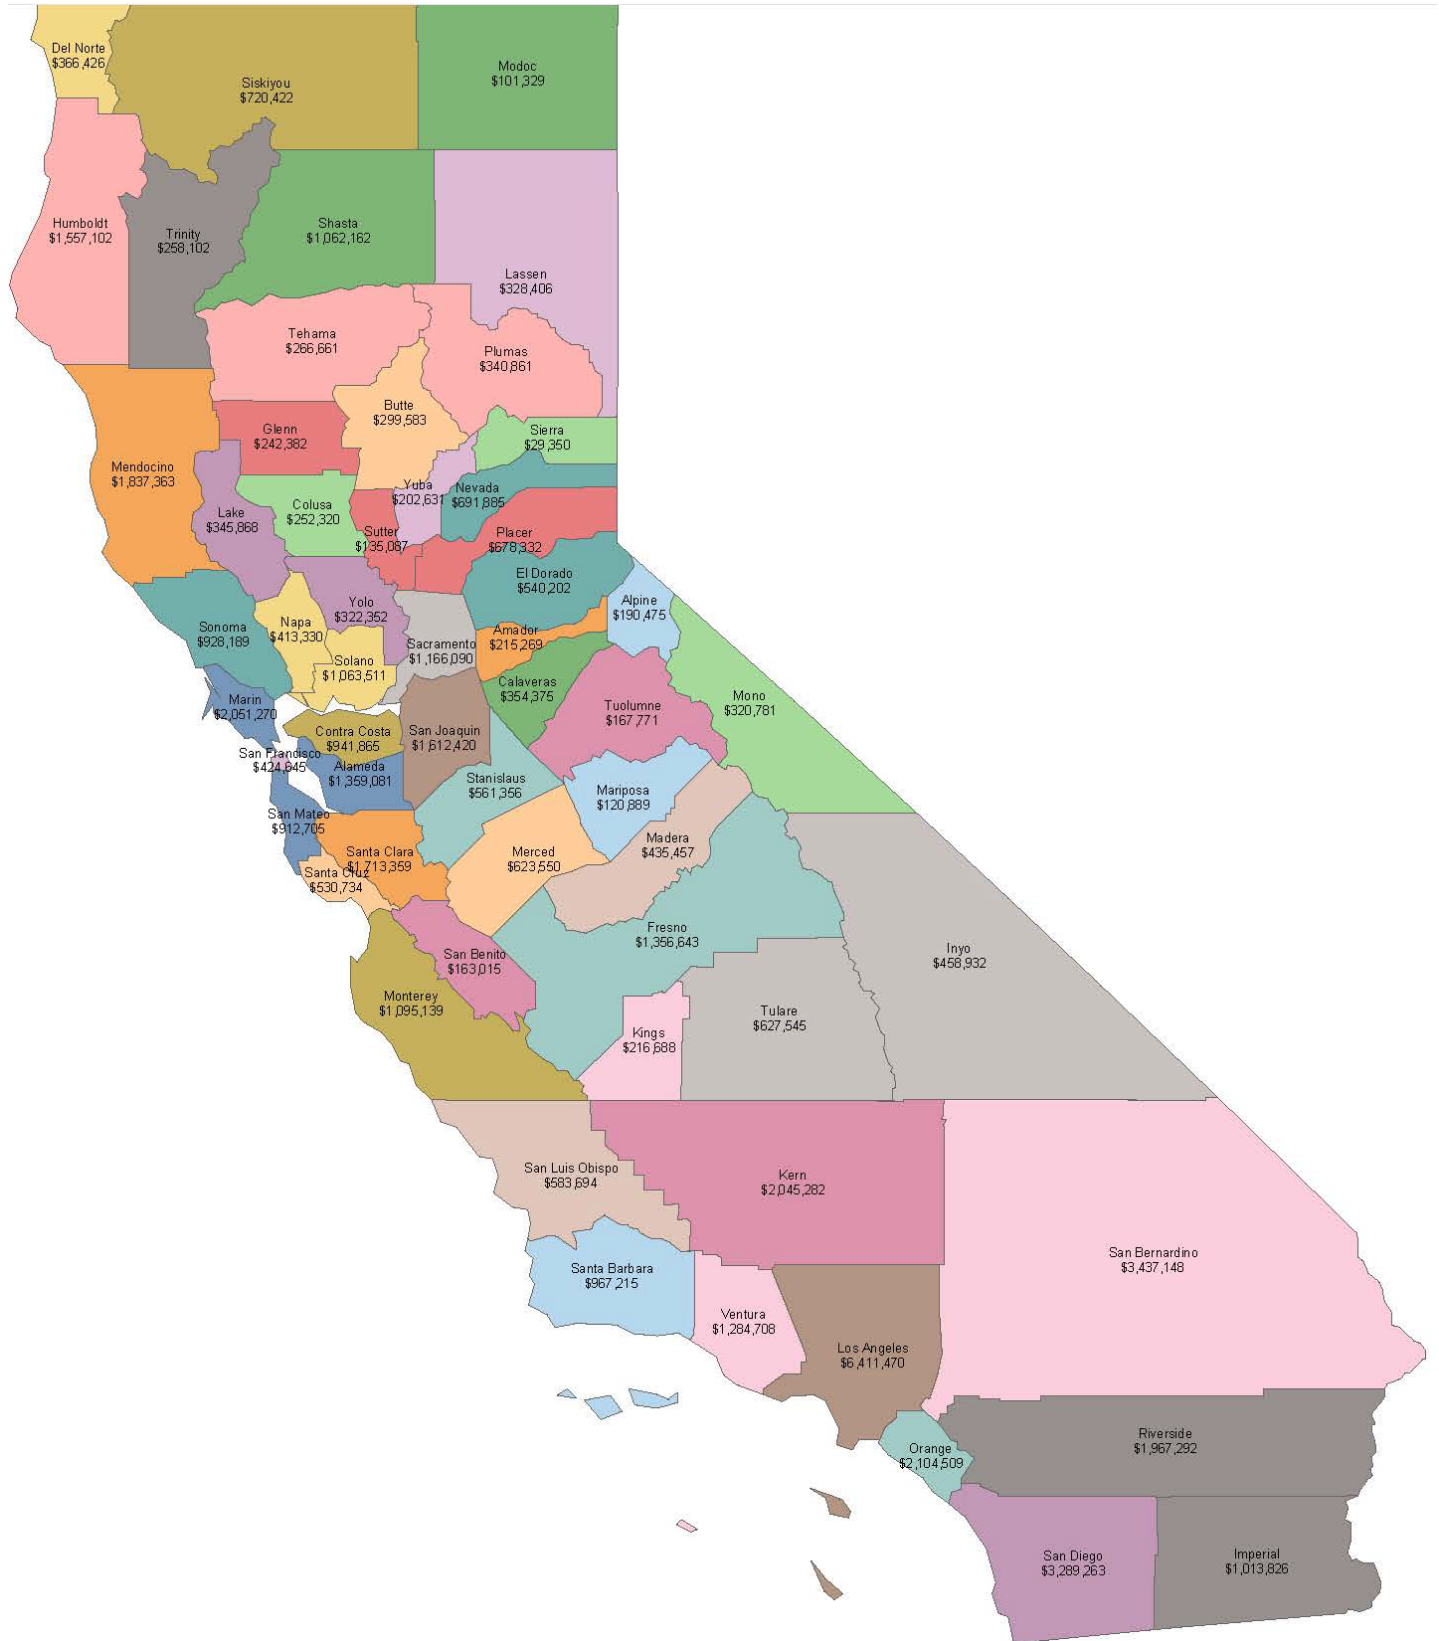 Del Norte
$366,426
Siskiyou
$720,422
Modoc
$101,329
Humboldt
$1,557,102
Trinity
$258,102
Shasta
$1,062,162
Lassen
$328,406
Tehama
$266,661
Plumas
$340,861
Butte
$299,583
Glenn
$242,382
Sierra
$29,350
Mendocino
$1,837,363
Lake
$345,868
Colusa
$252,320
Yuba
$202,631
Nevada
$691,885
Sutter
$135,087
Placer
$678,332
El Dorado
$540,202
Alpine
$190,475
Sonoma
$928,189
Napa
$413,330
Yolo
$322,352
Solano
$1,063,511
Sacramento
$1,166,090
Amador
$215,269
Calaveras
$354,375
Marin
$2,051,270
Contra Costa
$941,865
San Joaquin
$1,612,420
Tuolumne
$167,771
Mono
$320,781
San Francisco
$424,645
Alameda
$1,359,081
Stanislaus
$561,356
Mariposa
$120,889
San Mateo
$912,705
Santa Clara
$1,713,359
Merced
$623,550
Madera
$435,457
Santa Cruz
$530,734
Fresno
$1,356,643
San Benito
$163,015
Inyo
$458,932
Monterey
$1,095,139
Kings
$216,688
Tulare
$627,545
San Luis Obispo
$583,694
Kern
$2,045,282
San Bernardino
$3,437,148
Santa Barbara
$967,215
Ventura
$1,284,708
Los Angeles
$6,411,470
Riverside
$1,967,292
Orange
$2,104,509
San Diego
$3,289,263
Imperial
$1,013,826